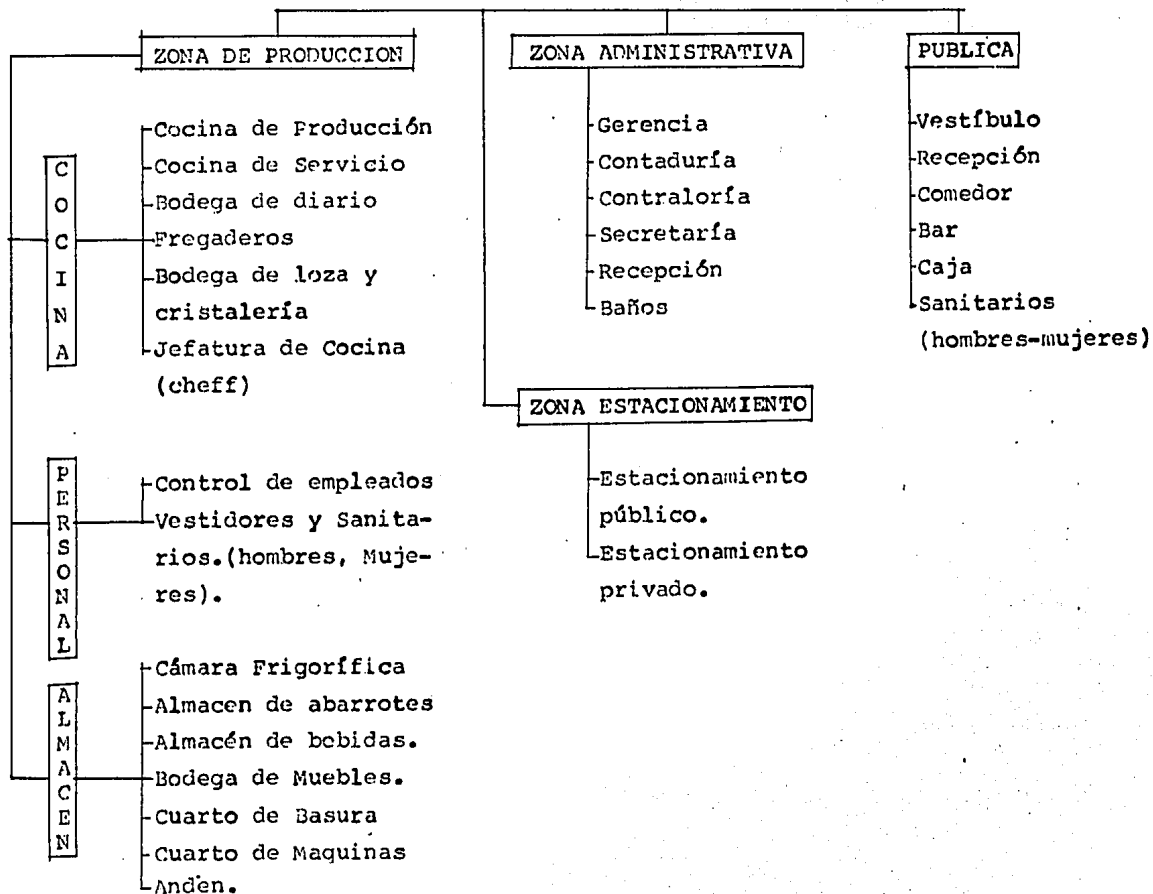 ZONA DE PRODUCCION
COCINA
Cocina de Producción
Cocina de Servicio
Bodega de diario
Fregaderos
Bodega de loza y
cristalería
Jefatura de Cocina
(cheff)
PERSONAL
Control de empleados
Vestidores y Sanita-
rios.(hombres, Muje-
res).
ALMACEN
Cámara Frigorífica
Almacen de abarrotes
Almacén de bebidas.
Bodega de Muebles.
Cuarto de Basura
Cuarto de Maquinas
Anden.
ZONA ADMINISTRATIVA
Gerencia
Contaduría
Contraloría
Secretaría
Recepción
Baños
ZONA ESTACIONAMIENTO
Estacionamiento
público.
Estacionamiento
privado.
PUBLICA
Vestíbulo
Recepción
Comedor
Bar
Caja
Sanitarios
(hombres-mujeres)